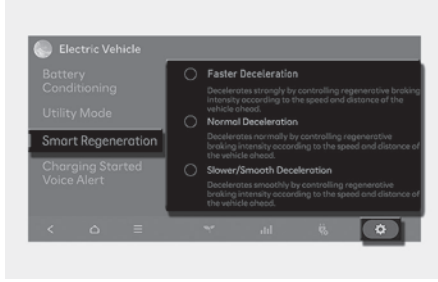 Electric Vehicle
Battery
Conditioning
Utility Mode
Smart Regeneration
Charging Started
Voice Alert
Faster Deceleration
Decelerates strongly by controlling regenerative braking
intensity according to the speed and distance of the
vehicle ahead.
Normal Deceleration
Decelerates normally by controlling regenerative
braking intensity according to the speed and distance of
the vehicle ahead.
Slower/Smooth Deceleration
Decelerates smoothly by controlling regenerative
braking intensity according to the speed and distance of
the vehicle ahead.